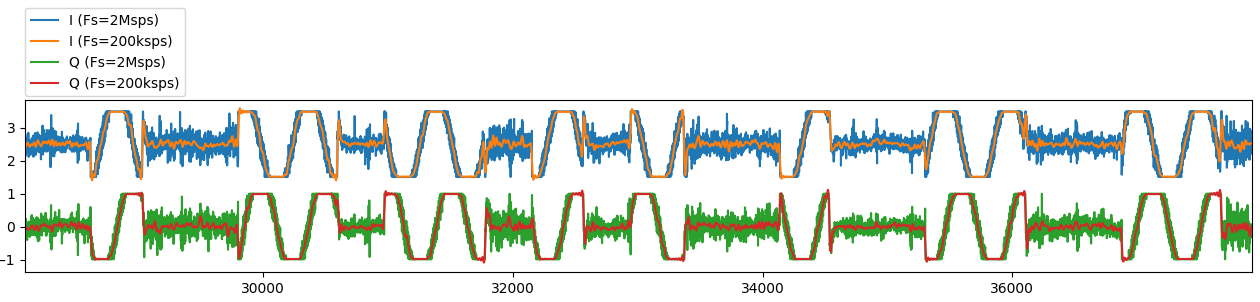 I (Fs=2Msps)
I (Fs=200ksps)
Q (Fs=2Msps)
Q (Fs=200ksps)
3
2
1
0
−1
30000 32000 34000 36000